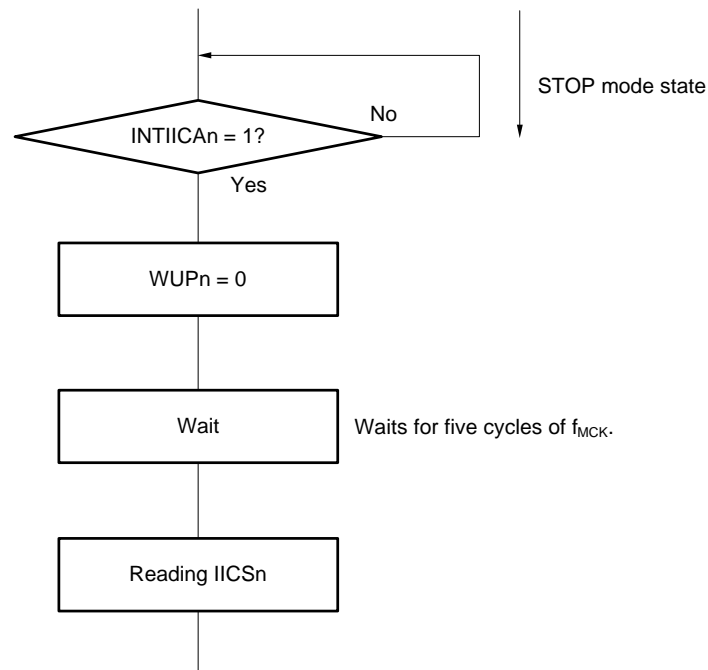 STOP mode state
No
INTIICAn = 1?
Yes
WUPn = 0
Wait
Waits for five cycles of fMCK.
Reading IICSn